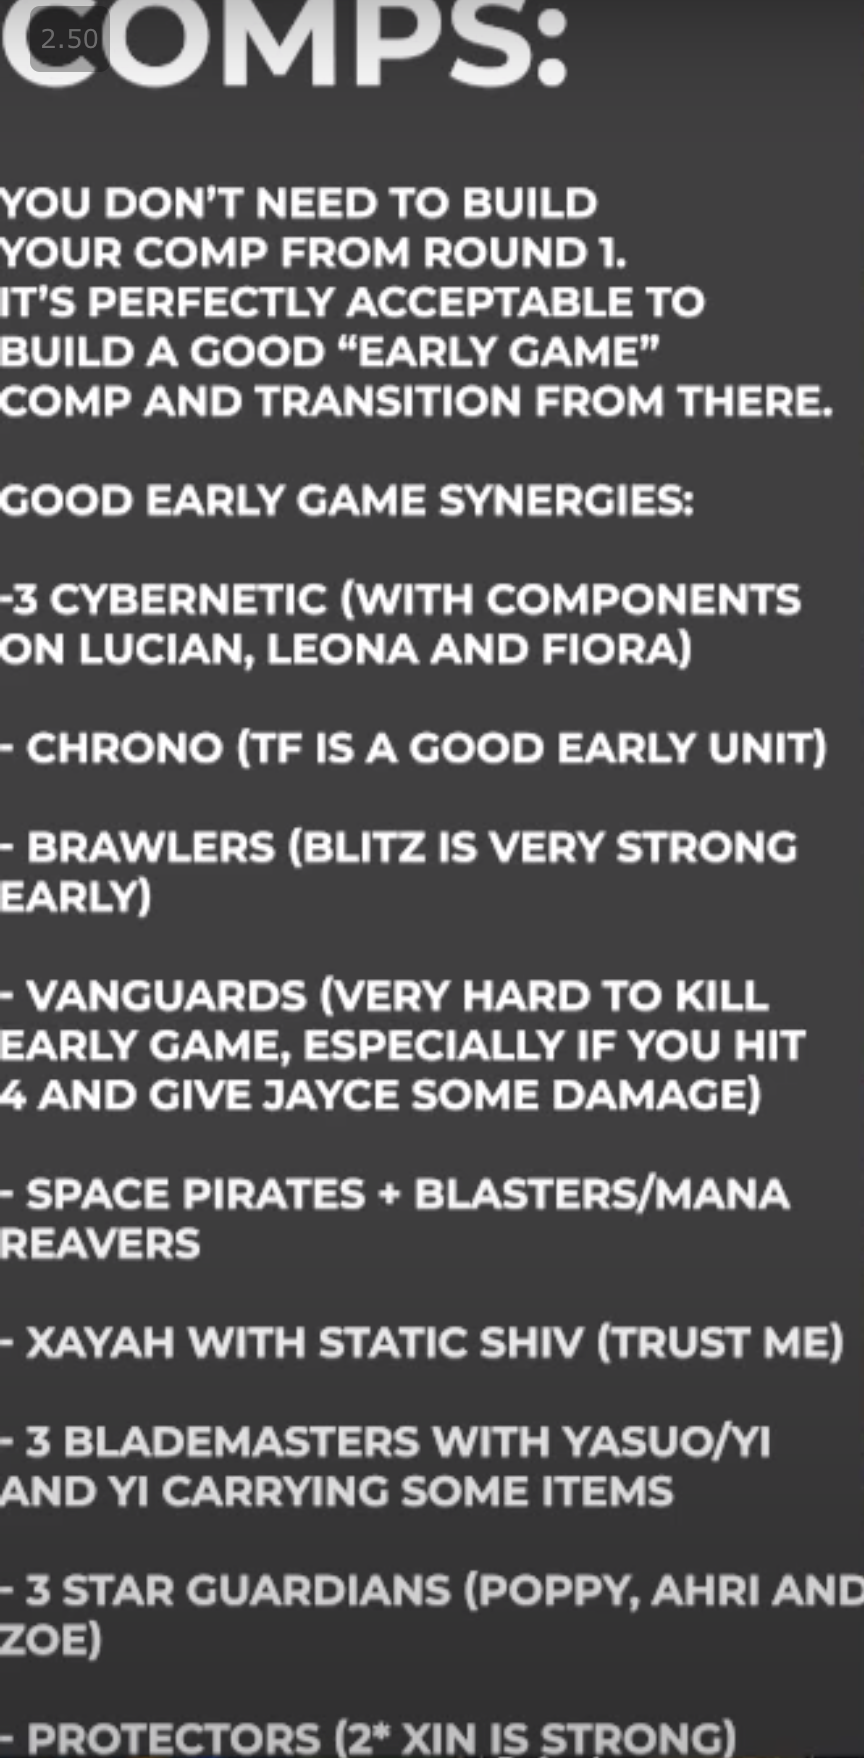 COMPS:
2.50
YOU DON'T NEED TO BUILD
YOUR COMP FROM ROUND 1.
IT'S PERFECTLY ACCEPTABLE TO
BUILD A GOOD “EARLY GAME”
COMP AND TRANSITION FROM THERE.
GOOD EARLY GAME SYNERGIES:
-3 CYBERNETIC (WITH COMPONENTS
ON LUCIAN, LEONA AND FIORA)
- CHRONO (TF IS A GOOD EARLY UNIT)
- BRAWLERS (BLITZ IS VERY STRONG
EARLY)
- VANGUARDS (VERY HARD TO KILL
EARLY GAME, ESPECIALLY IF YOU HIT
4 AND GIVE JAYCE SOME DAMAGE)
- SPACE PIRATES + BLASTERS/MANA
REAVERS
- XAYAH WITH STATIC SHIV (TRUST ME)
- 3 BLADEMASTERS WITH YASUO/YI
AND YI CARRYING SOME ITEMS
- 3 STAR GUARDIANS (POPPY, AHRI AND
ZOE)
- PROTECTORS (2* XIN IS STRONG)